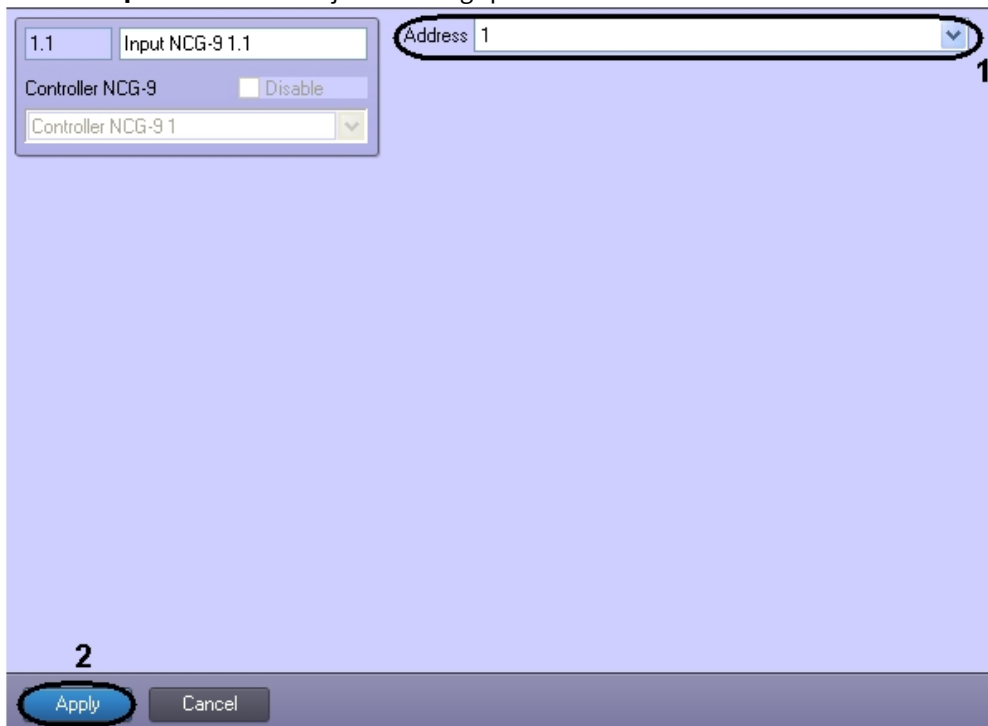 1.1 Input NCG-9 1.1
Address 1
1
Controller NCG-9 Disable
Controller NCG-9 1
2
Apply Cancel